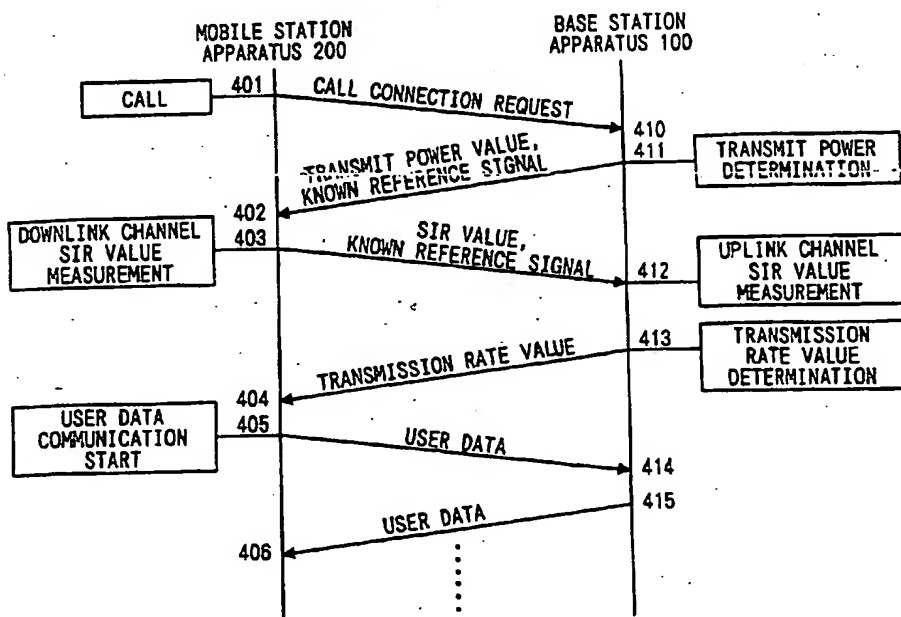 MOBILE STATION
APPARATUS 200
BASE STATION
APPARATUS 100
CALL
401
CALL CONNECTION REQUEST
410
411
TRANSMIT POWER
DETERMINATION
TRANSMIT POWER VALUE,
KNOWN REFERENCE SIGNAL
402
DOWNLINK CHANNEL
SIR VALUE
MEASUREMENT
403
SIR VALUE,
KNOWN REFERENCE SIGNAL
412
UPLINK CHANNEL
SIR VALUE
MEASUREMENT
413
TRANSMISSION
RATE VALUE
DETERMINATION
TRANSMISSION RATE VALUE
404
USER DATA
COMMUNICATION
START
405
USER DATA
414
415
USER DATA
406